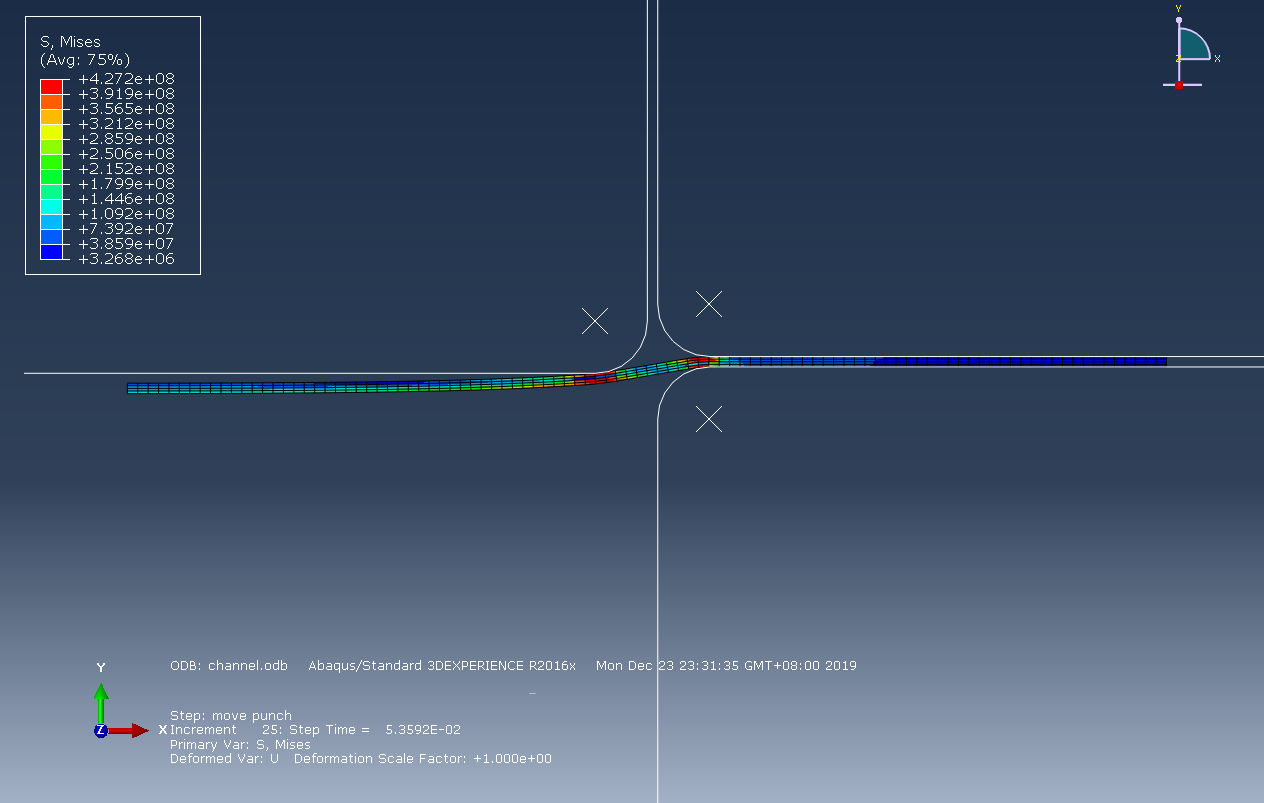 S, Mises
(Avg: 75%)
+4.272e+08
+3.919e+08
+3.565e+08
+3.212e+08
+2.859e+08
+2.506e+08
+2.152e+08
+1.799e+08
+1.446e+08
+1.092e+08
+7.392e+07
+3.859e+07
+3.268e+06
Y
Z X
ODB: channel.odb Abaqus/Standard 3DEXPERIENCE R2016x Mon Dec 23 23:31:35 GMT+08:00 2019
Y
Z X
Step: move punch
Increment 25: Step Time = 5.3592E-02
Primary Var: S, Mises
Deformed Var: U Deformation Scale Factor: +1.000e+00